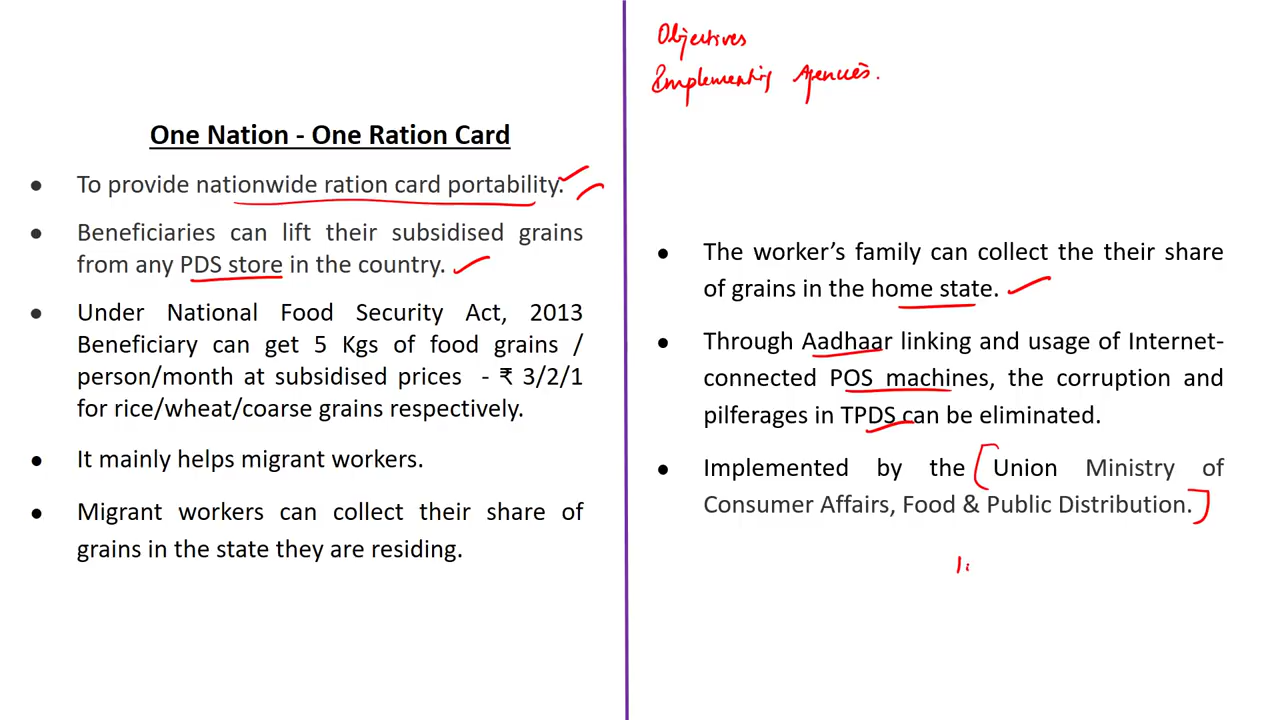 One Nation - One Ration Card
● To provide nationwide ration card portability.
● Beneficiaries can lift their subsidised grains
from any PDS store in the country.
● Under National Food Security Act, 2013
Beneficiary can get 5 Kgs of food grains /
person/month at subsidised prices - ₹ 3/2/1
for rice/wheat/coarse grains respectively.
● It mainly helps migrant workers.
● Migrant workers can collect their share of
grains in the state they are residing.
Objectives
Implementing Agencies.
● The worker’s family can collect the their share
of grains in the home state.
● Through Aadhaar linking and usage of Internet-
connected POS machines, the corruption and
pilferages in TPDS can be eliminated.
● Implemented by the Union Ministry of
Consumer Affairs, Food & Public Distribution.